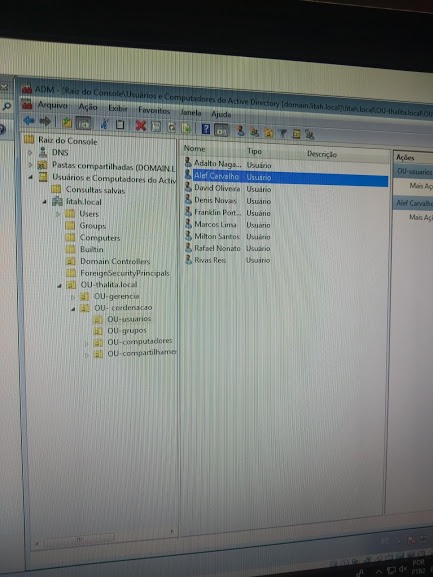 ADM - [Raiz do Console\Usuários e Computadores do Active Directory [domain.litah.local]\litah.local\OU-thalita.local\OU
Arquivo Ação Exibir Favoritos Janela Ajuda
Raiz do Console
DNS
Pastas compartilhadas (DOMAIN.L
Usuários e Computadores do Activ
Consultas salvas
litah.local
Users
Groups
Computers
Builtin
Domain Controllers
ForeignSecurityPrincipals
OU-thalita.local
OU-gerencia
OU- cordenacao
OU-usuarios
OU-grupos
OU-computadores
OU-compartilhamen
Nome Tipo Descrição
Adalto Naga... Usuário
Alef Carvalho Usuário
David Oliveira Usuário
Denis Novais Usuário
Franklin Port... Usuário
Marcos Lima Usuário
Milton Santos Usuário
Rafael Nonato Usuário
Rivas Reis Usuário
Ações
OU-usuarios
Mais Aç
Alef Carvalho
Mais Aç
POR
PTB2